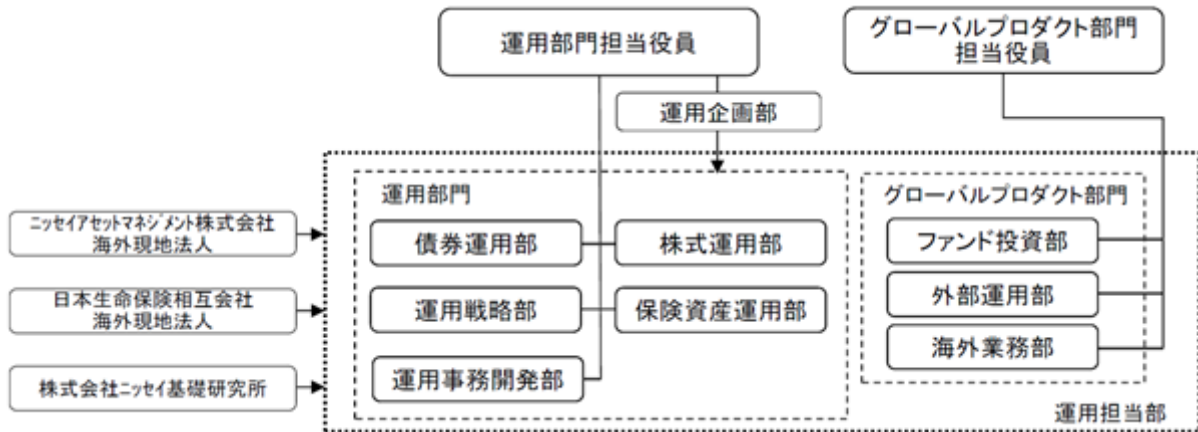 運用部門担当役員
グローバルプロダクト部門
担当役員
運用企画部
運用部門
グローバルプロダクト部門
ニッセイアセットマネジメント株式会社
海外現地法人
債券運用部
株式運用部
ファンド投資部
日本生命保険相互会社
海外現地法人
運用戦略部
保険資産運用部
外部運用部
海外業務部
株式会社ニッセイ基礎研究所
運用事務開発部
運用担当部